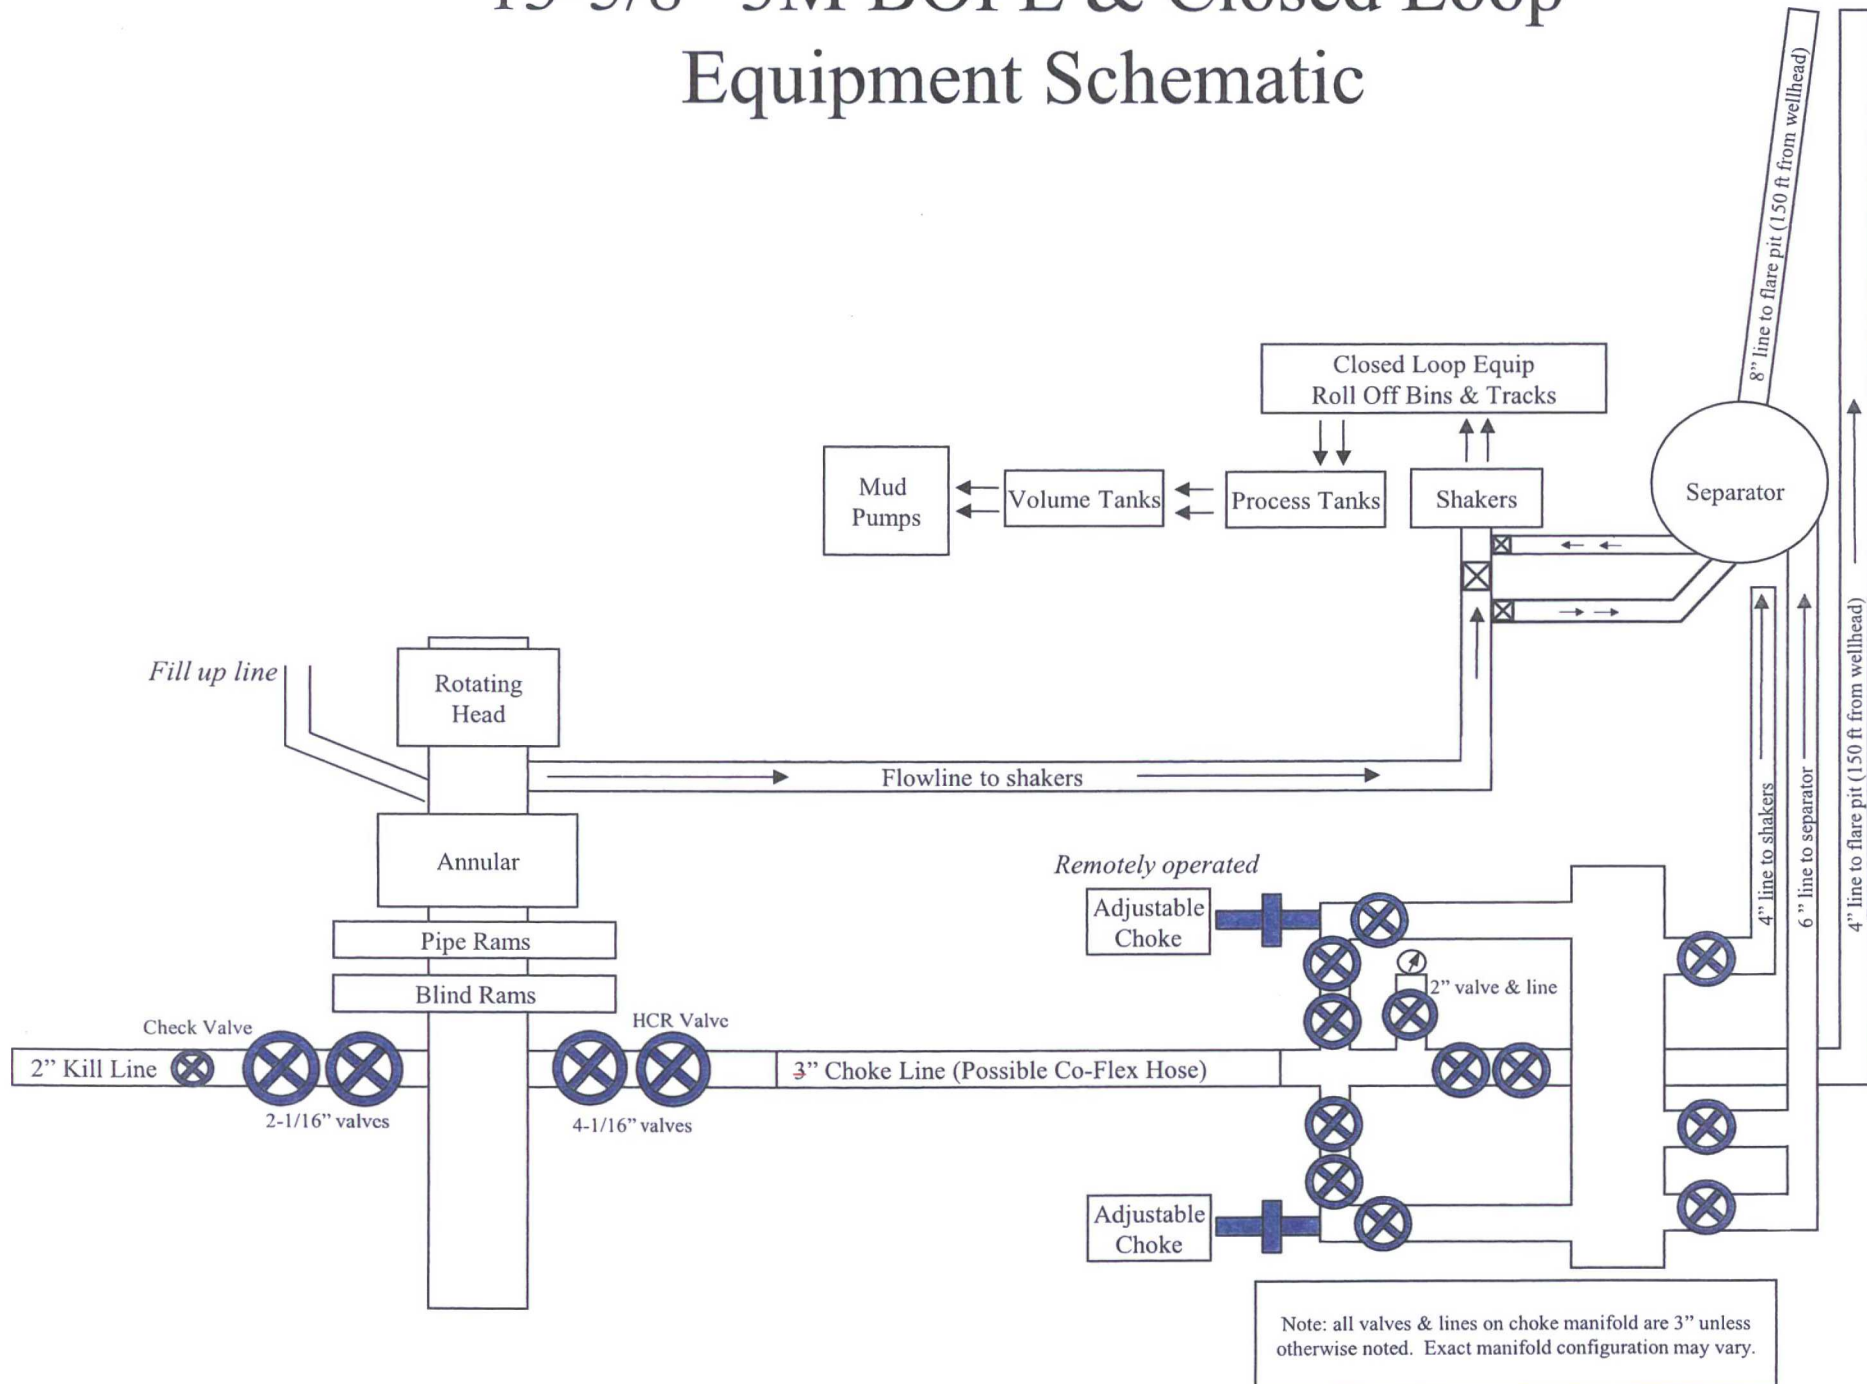 Equipment Schematic
8” line to flare pit (150 ft from wellhead)
Closed Loop Equip
Roll Off Bins & Tracks
Mud
Pumps
Volume Tanks
Process Tanks
Shakers
Separator
Fill up line
Rotating
Head
Flowline to shakers
Annular
Pipe Rams
Blind Rams
Check Valve
HCR Valve
2” Kill Line
3” Choke Line (Possible Co-Flex Hose)
2-1/16” valves
4-1/16” valves
Remotely operated
Adjustable
Choke
2” valve & line
Adjustable
Choke
4” line to shakers
6 ” line to separator
4” line to flare pit (150 ft from wellhead)
Note: all valves & lines on choke manifold are 3” unless
otherwise noted. Exact manifold configuration may vary.